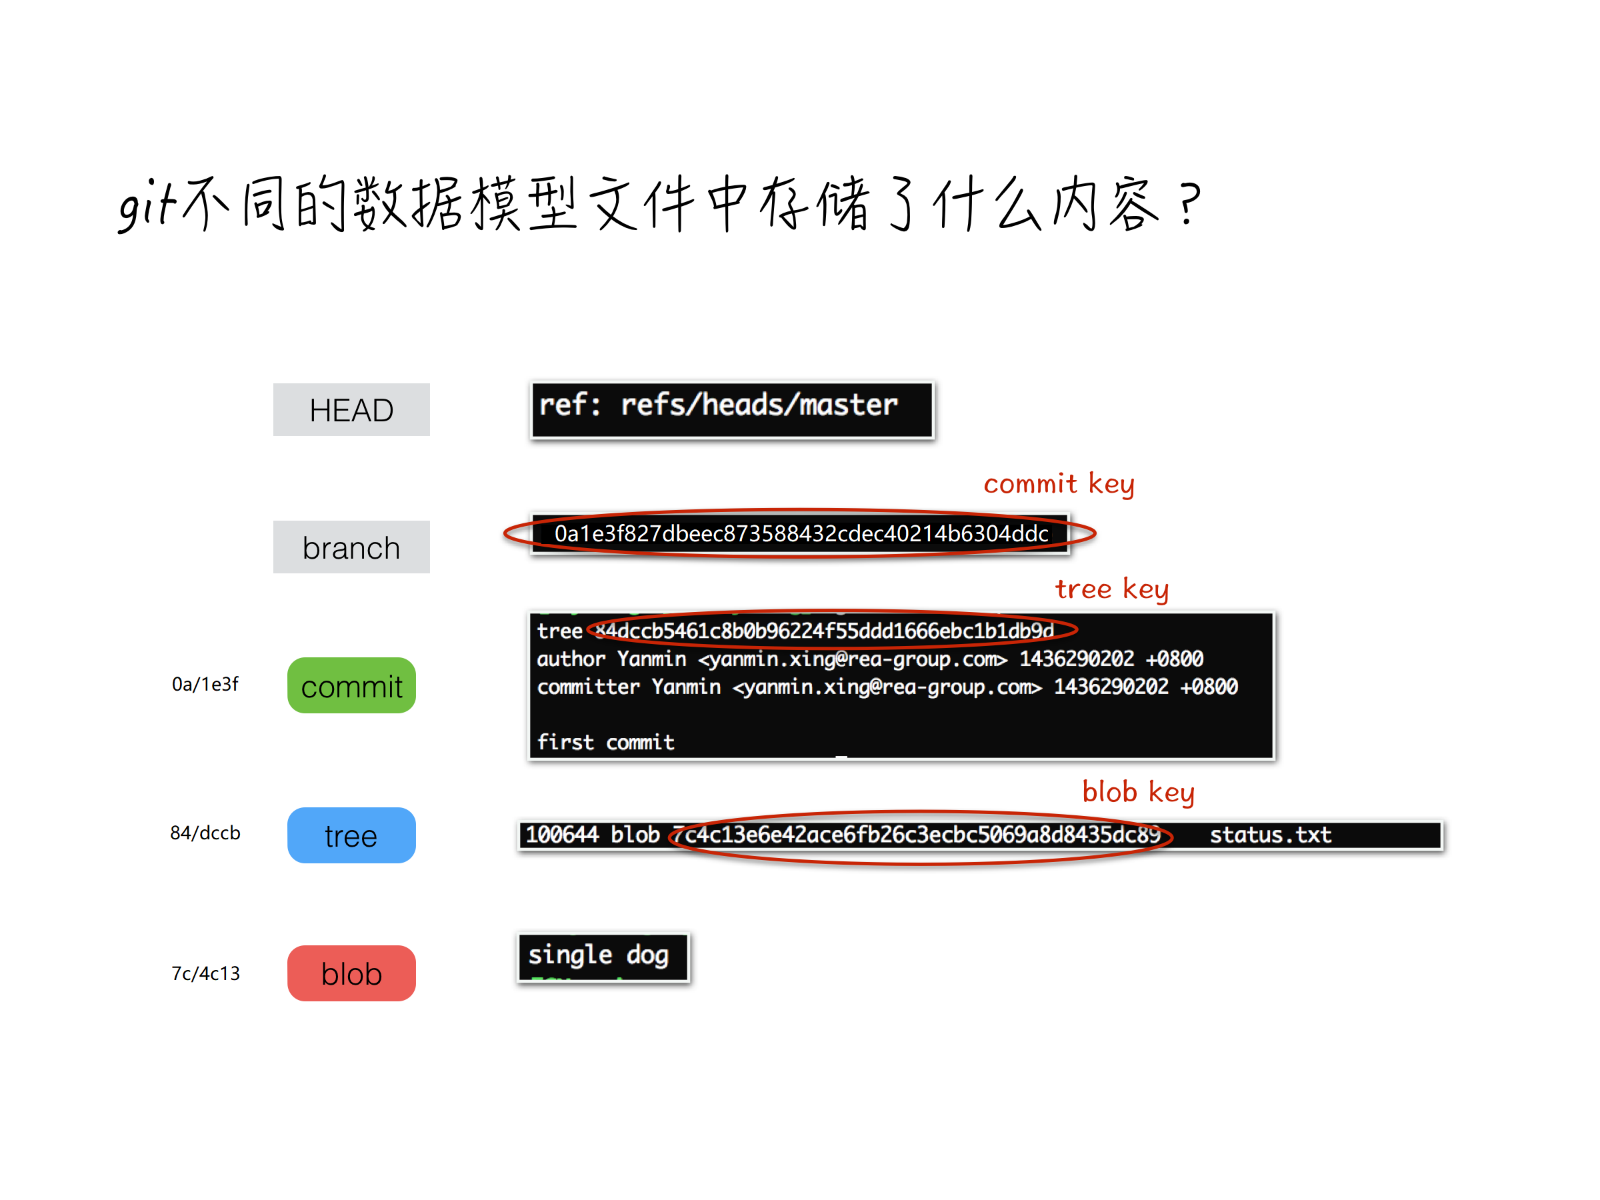 git不同的数据模型文件中存储了什么内容？
HEAD
ref: refs/heads/master
commit key
branch
0a1e3f827dbeec873588432cdec40214b6304ddc
tree key
0a/1e3f
commit
tree 84dccb5461c8b0b96224f55ddd1666ebc1b1db9d
author Yanmin <yanmin.xing@rea-group.com> 1436290202 +0800
committer Yanmin <yanmin.xing@rea-group.com> 1436290202 +0800
first commit
blob key
84/dccb
tree
100644 blob 7c4c13e6e42ace6fb26c3ecbc5069a8d8435dc89 status.txt
7c/4c13
blob
single dog